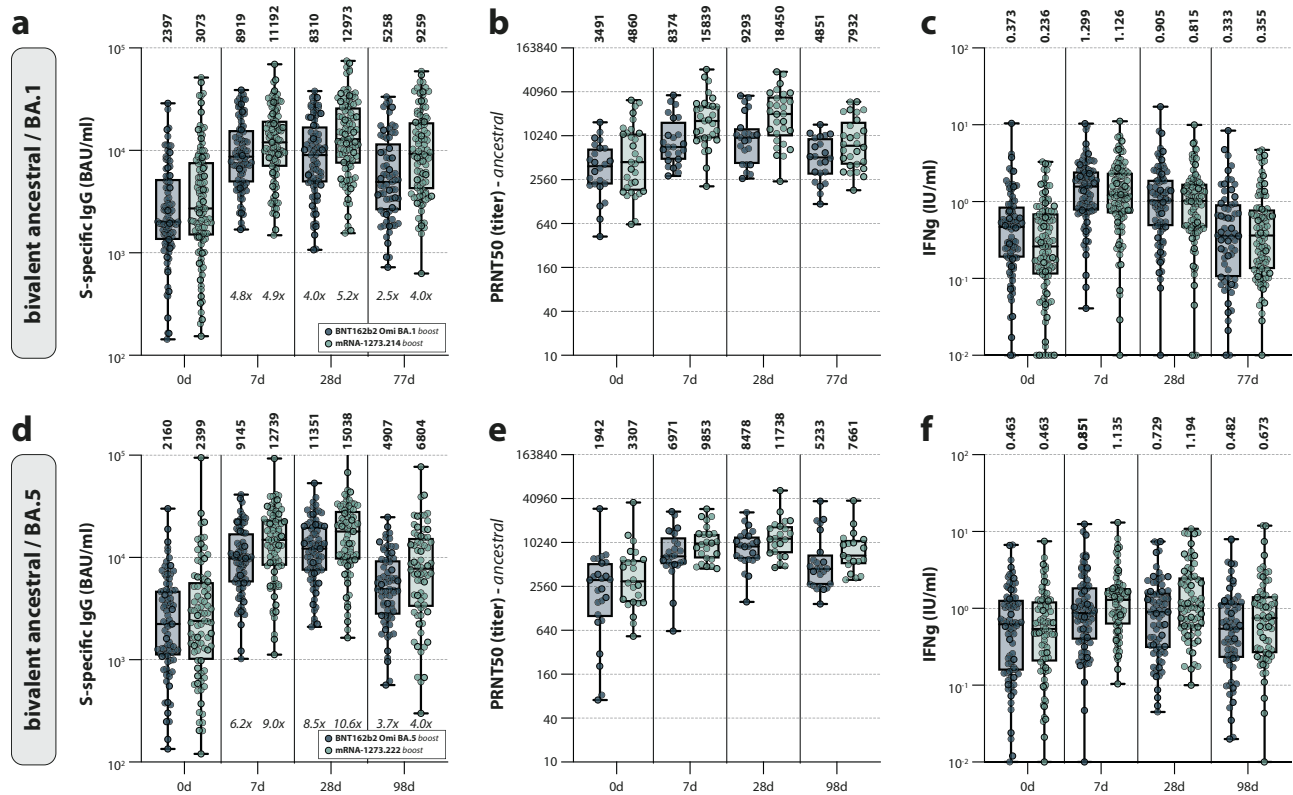 a
bivalent ancestral / BA.1
2397 3073 8919 11192 8310 12973 5258 9259
S-specific IgG (BAU/ml)
10⁵
10⁴
10³
10²
4.8x 4.9x 4.0x 5.2x 2.5x 4.0x
BNT162b2 Omi BA.1 boost
mRNA-1273.214 boost
0d 7d 28d 77d
b
3491 4860 8374 15839 9293 18450 4851 7932
PRNT50 (titer) - ancestral
163840
40960
10240
2560
640
160
40
10
0d 7d 28d 77d
c
0.373 0.236 1.299 1.126 0.905 0.815 0.333 0.355
IFNg (IU/ml)
10²
10¹
10⁰
10⁻¹
10⁻²
0d 7d 28d 77d
d
bivalent ancestral / BA.5
2160 2399 9145 12739 11351 15038 4907 6804
S-specific IgG (BAU/ml)
10⁵
10⁴
10³
10²
6.2x 9.0x 8.5x 10.6x 3.7x 4.0x
BNT162b2 Omi BA.5 boost
mRNA-1273.222 boost
0d 7d 28d 98d
e
1942 3307 6971 9853 8478 11738 5233 7661
PRNT50 (titer) - ancestral
163840
40960
10240
2560
640
160
40
10
0d 7d 28d 98d
f
0.463 0.463 0.851 1.135 0.729 1.194 0.482 0.673
IFNg (IU/ml)
10²
10¹
10⁰
10⁻¹
10⁻²
0d 7d 28d 98d